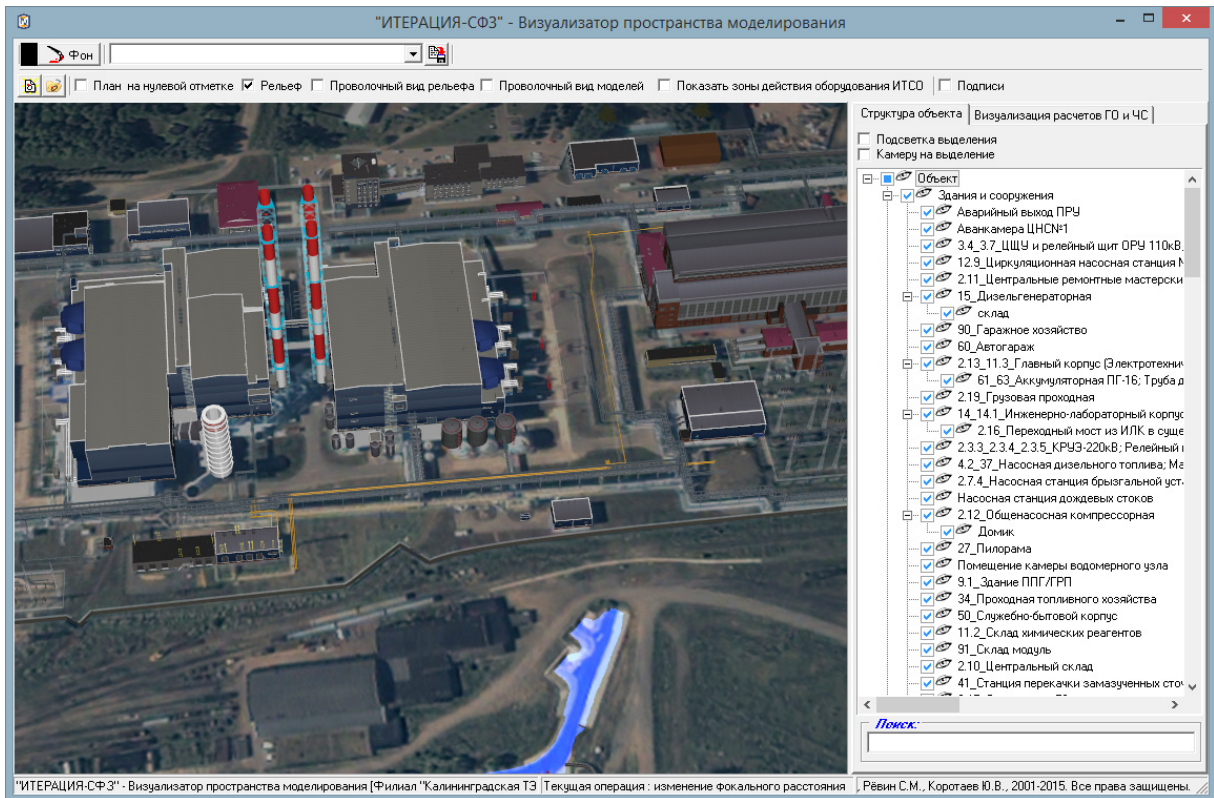 "ИТЕРАЦИЯ-СФЗ" - Визуализатор пространства моделирования
Фон
План на нулевой отметке Рельеф Проволочный вид рельефа Проволочный вид моделей Показать зоны действия оборудования ИТСО Подписи
Структура объекта Визуализация расчетов ГО и ЧС
Подсветка выделения
Камеру на выделение
Объект
Здания и сооружения
Аварийный выход ПРУ
Аванкамера ЦНС№1
3.4_3.7_ЦЩУ и релейный щит ОРУ 110кВ_
12.9_Циркуляционная насосная станция
2.11_Центральные ремонтные мастерски
15_Дизельгенераторная
склад
90_Гаражное хозяйство
60_Автогараж
2.13_11.3_Главный корпус (Электротехнич
61_63_Аккумуляторная ПГ-16; Труба д
2.19_Грузовая проходная
14_14.1_Инженерно-лабораторный корпус
2.16_Переходный мост из ИЛК в суще
2.3.3_2.3.4_2.3.5_КРУЭ-220кВ; Релейный
4.2_37_Насосная дизельного топлива; Ма
2.7.4_Насосная станция брызгальной уст
Насосная станция дождевых стоков
2.12_Общенасосная компрессорная
Домик
27_Пилорама
Помещение камеры водомерного узла
9.1_Здание ППГ/ГРП
34_Проходная топливного хозяйства
50_Служебно-бытовой корпус
11.2_Склад химических реагентов
91_Склад модуль
2.10_Центральный склад
41_Станция перекачки замазученных сто
Поиск:
"ИТЕРАЦИЯ-СФЗ" - Визуализатор пространства моделирования [Филиал "Калининградская ТЭ Текущая операция : изменение фокального расстояния , Рёвин С.М., Коротаев Ю.В., 2001-2015. Все права защищены.